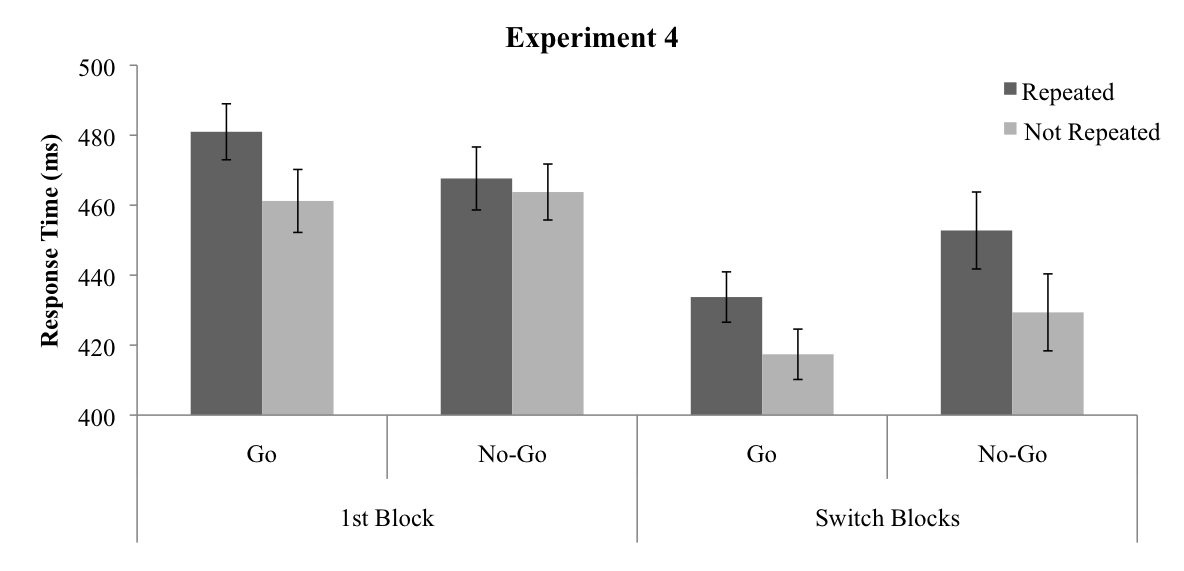 Experiment 4
500
480
460
440
420
400
Response Time (ms)
Repeated
Not Repeated
Go
No-Go
Go
No-Go
1st Block
Switch Blocks